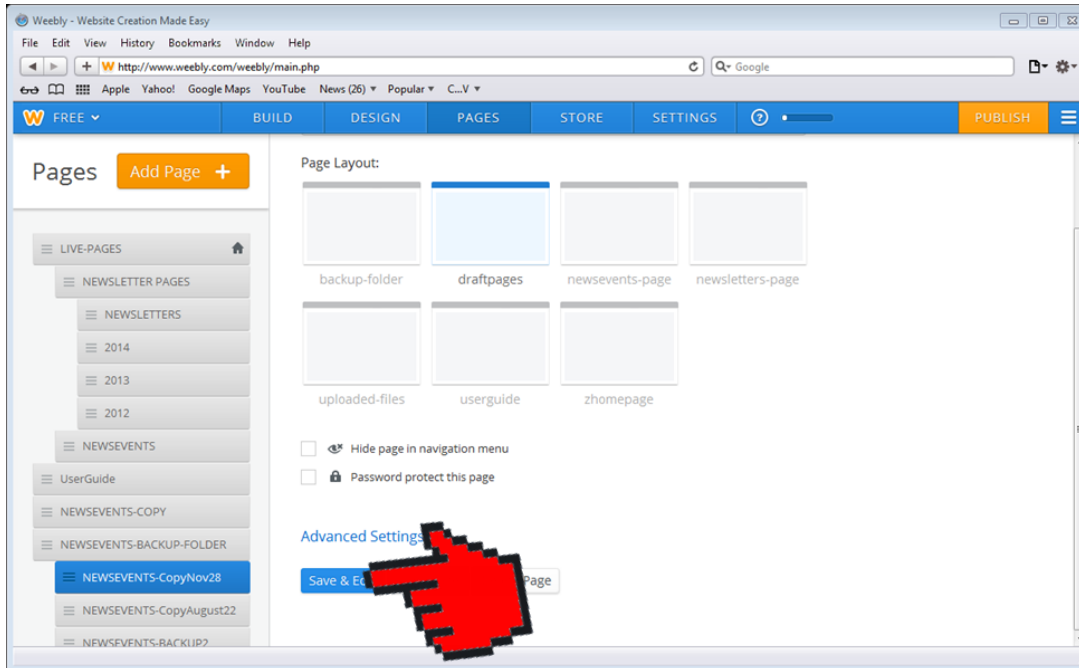 Weebly - Website Creation Made Easy
File Edit View History Bookmarks Window Help
http://www.weebly.com/weebly/main.php
Google
Apple Yahoo! Google Maps YouTube News (26) Popular C...V
FREE BUILD DESIGN PAGES STORE SETTINGS ? PUBLISH
Pages
Add Page +
LIVE-PAGES
NEWSLETTER PAGES
NEWSLETTERS
2014
2013
2012
NEWSEVENTS
UserGuide
NEWSEVENTS-COPY
NEWSEVENTS-BACKUP-FOLDER
NEWSEVENTS-CopyNov28
NEWSEVENTS-CopyAugust22
NEWSEVENTS-BACKUP2
Page Layout:
backup-folder draftpages newsevents-page newsletters-page
uploaded-files userguide zhomepage
Hide page in navigation menu
Password protect this page
Advanced Settings
Save & Page